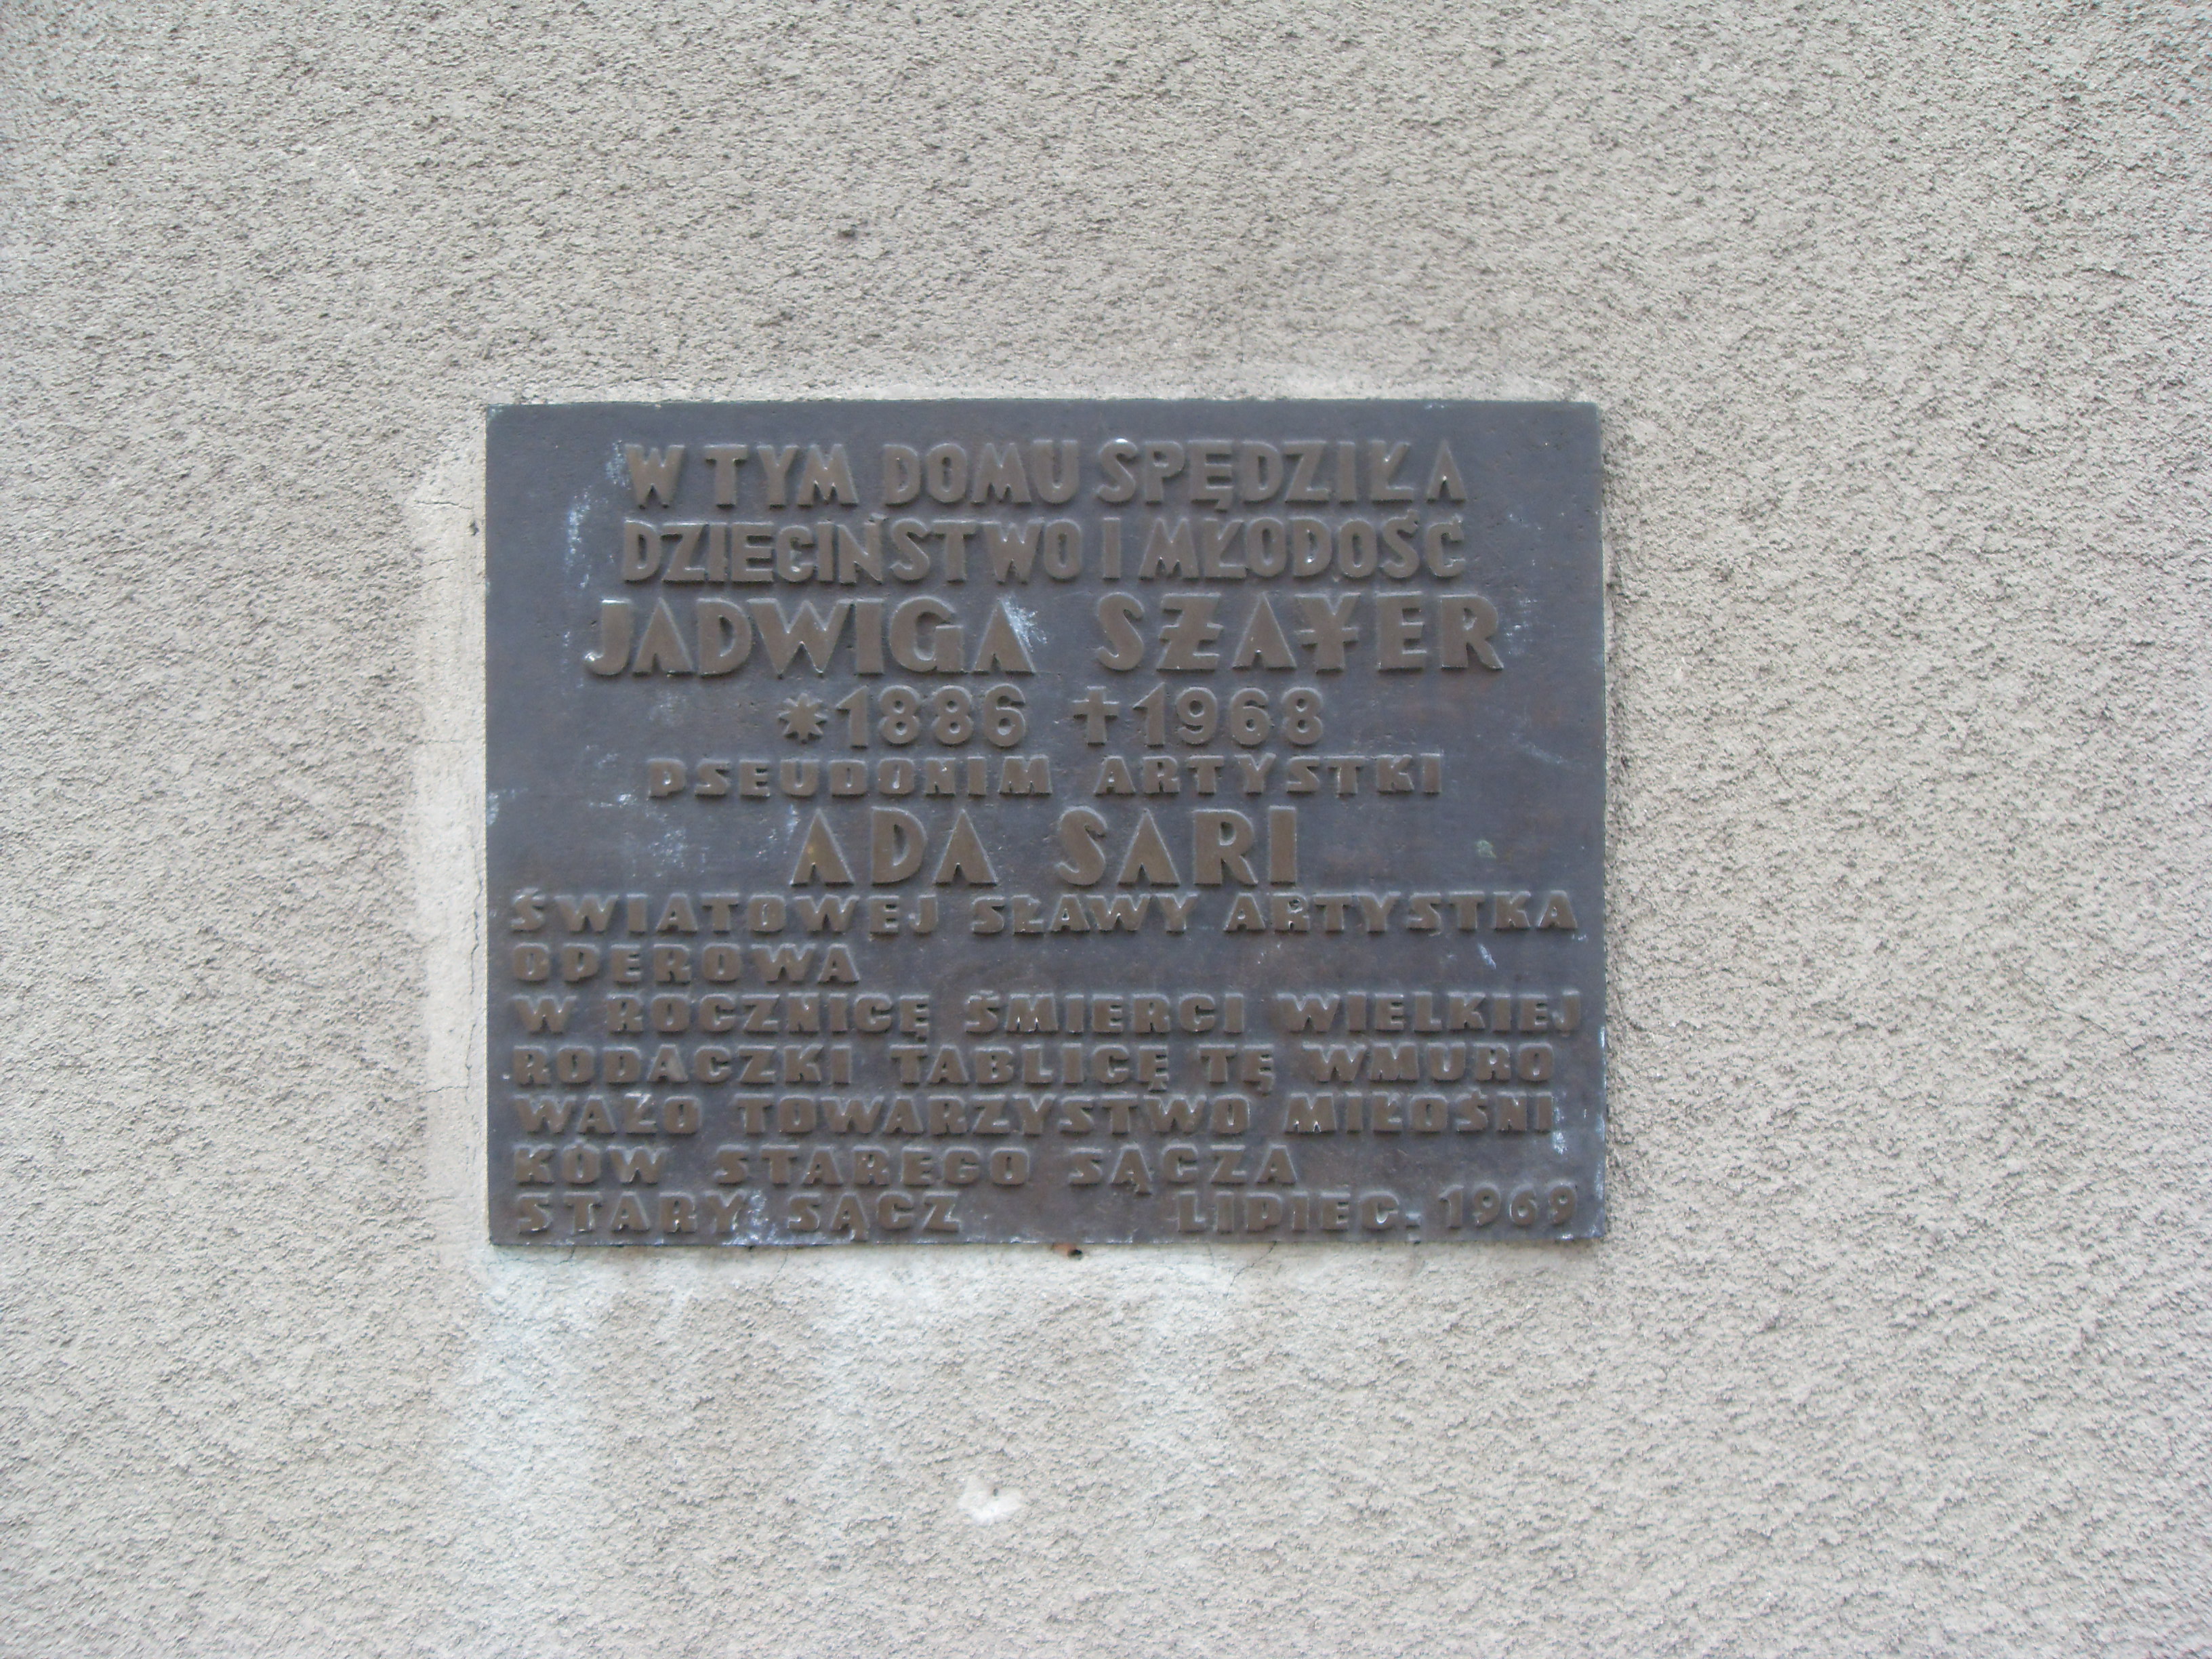 W TYM DOMU SPĘDZIŁA
DZIECIŃSTWO I MŁODOŚĆ
JADWIGA SZAYER
*1886 †1968
PSEUDONIM ARTYSTKI
ADA SARI
ŚWIATOWEJ SŁAWY ARTYSTKA
OPEROWA
W ROCZNICĘ ŚMIERCI WIELKIEJ
RODACZKI TABLICĘ TĘ WMURO
WAŁO TOWARZYSTWO MIŁOŚNI
KÓW STAREGO SĄCZA
STARY SĄCZ LIPIEC. 1969